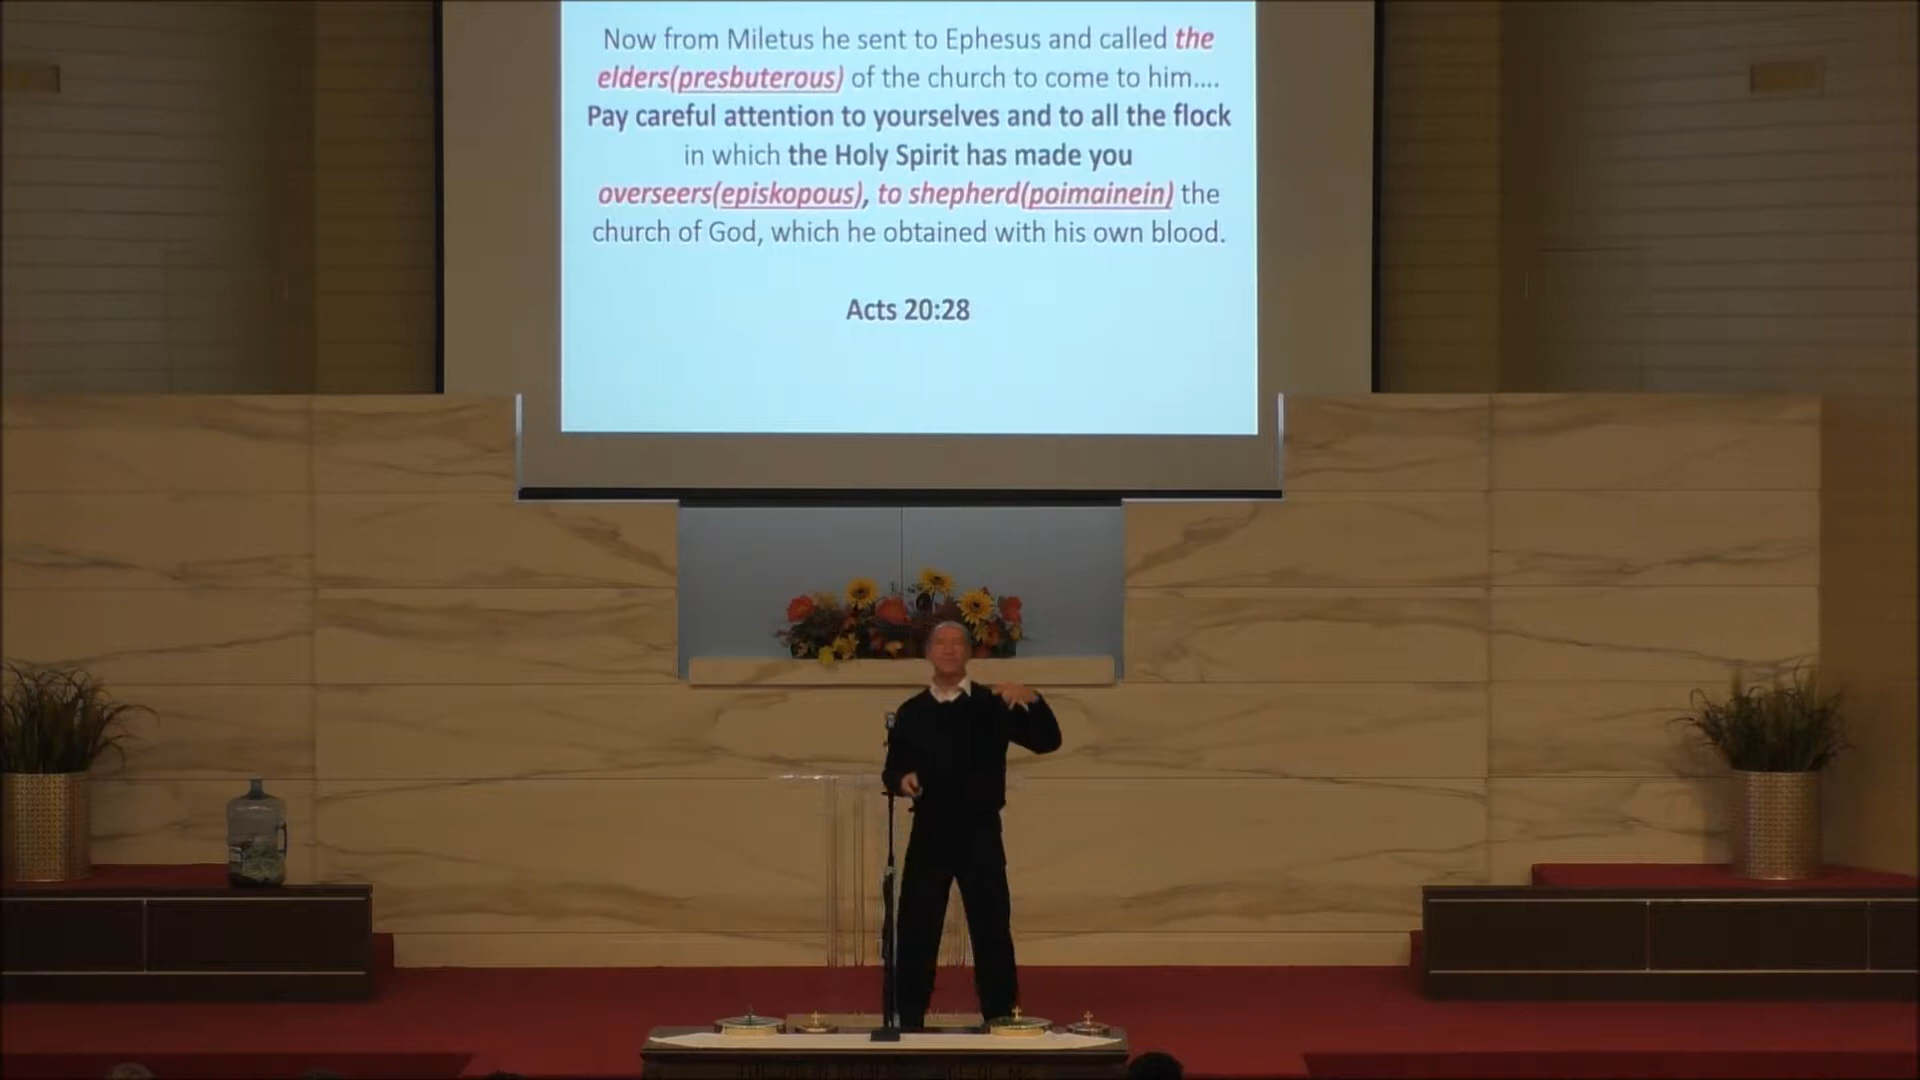 Now from Miletus he sent to Ephesus and called the
elders(presbuterous) of the church to come to him....
Pay careful attention to yourselves and to all the flock
in which the Holy Spirit has made you
overseers(episkopous), to shepherd(poimainein) the
church of God, which he obtained with his own blood.
Acts 20:28